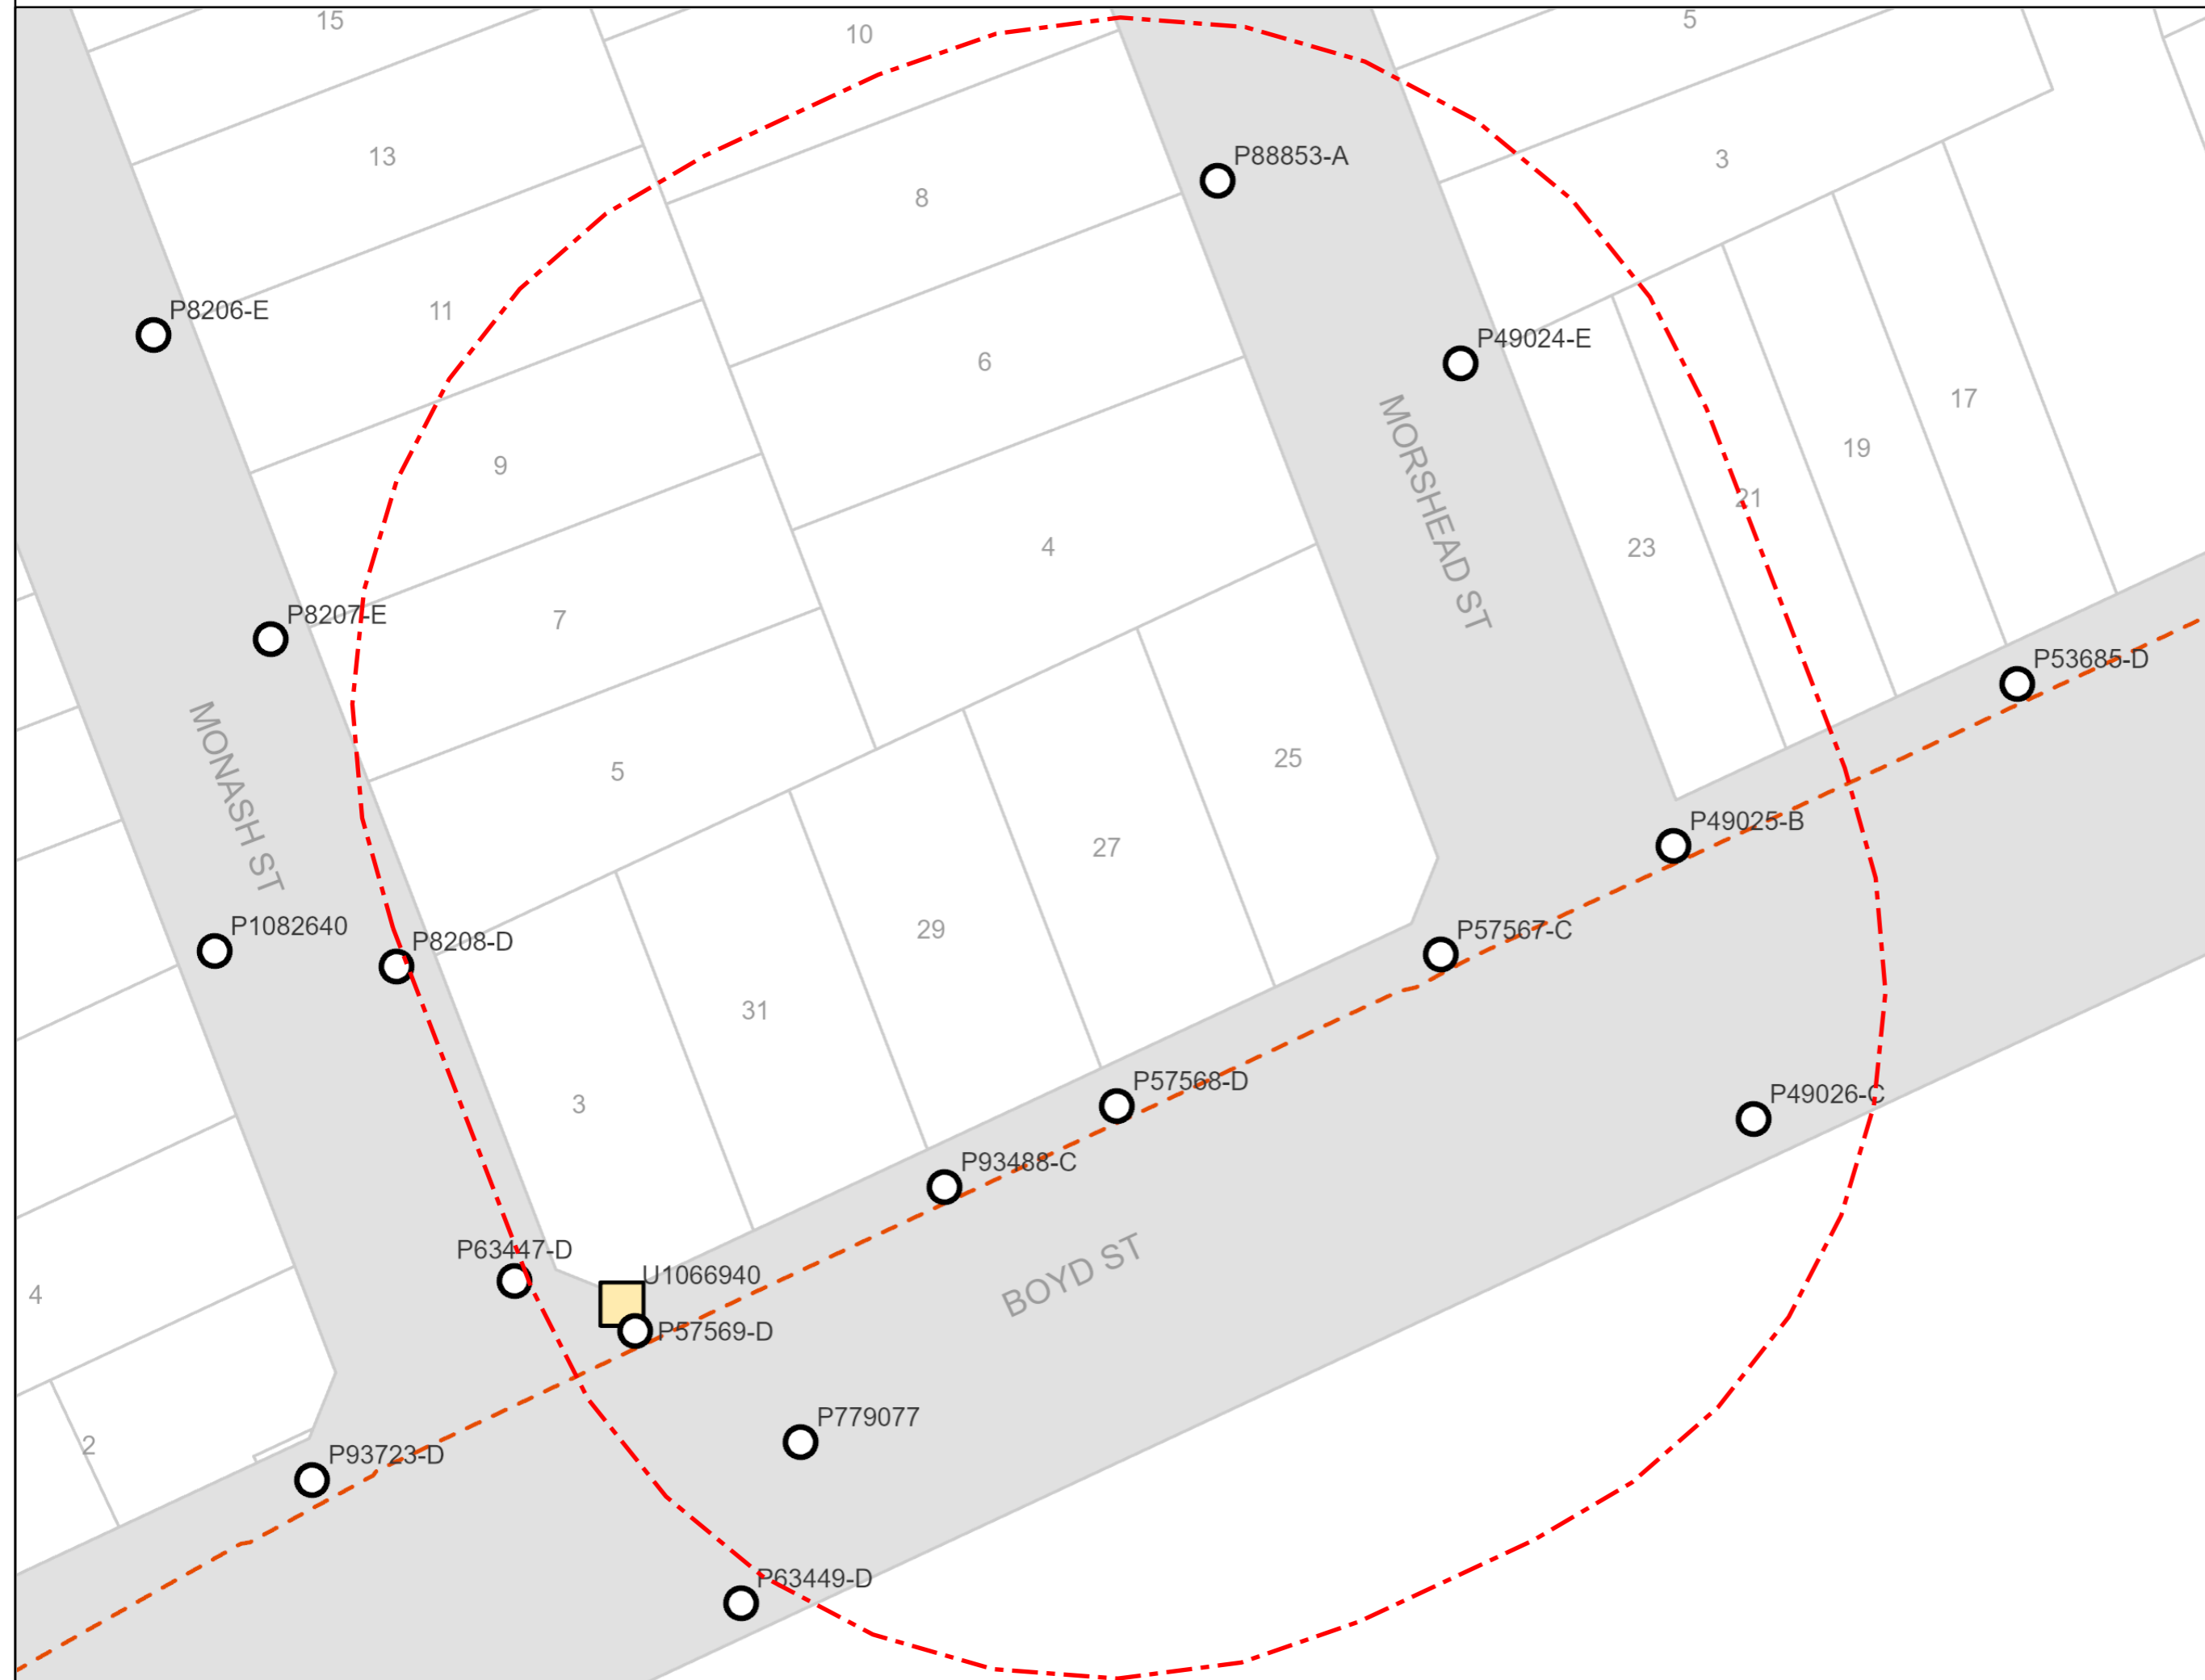 15
10
5
13
P88853-A
3
8
P8206-E
11
P49024-E
6
17
MORSHEAD ST
19
9
21
4
23
P8207-E
7
P53685-D
MONASH ST
25
5
P49025-B
27
P1082640
P8208-D
29
P57567-C
31
P57568-D
P49026-C
3
P93488-C
P63447-D
BOYD ST
U1066940
4
P57569-D
P779077
2
P93723-D
P63449-D